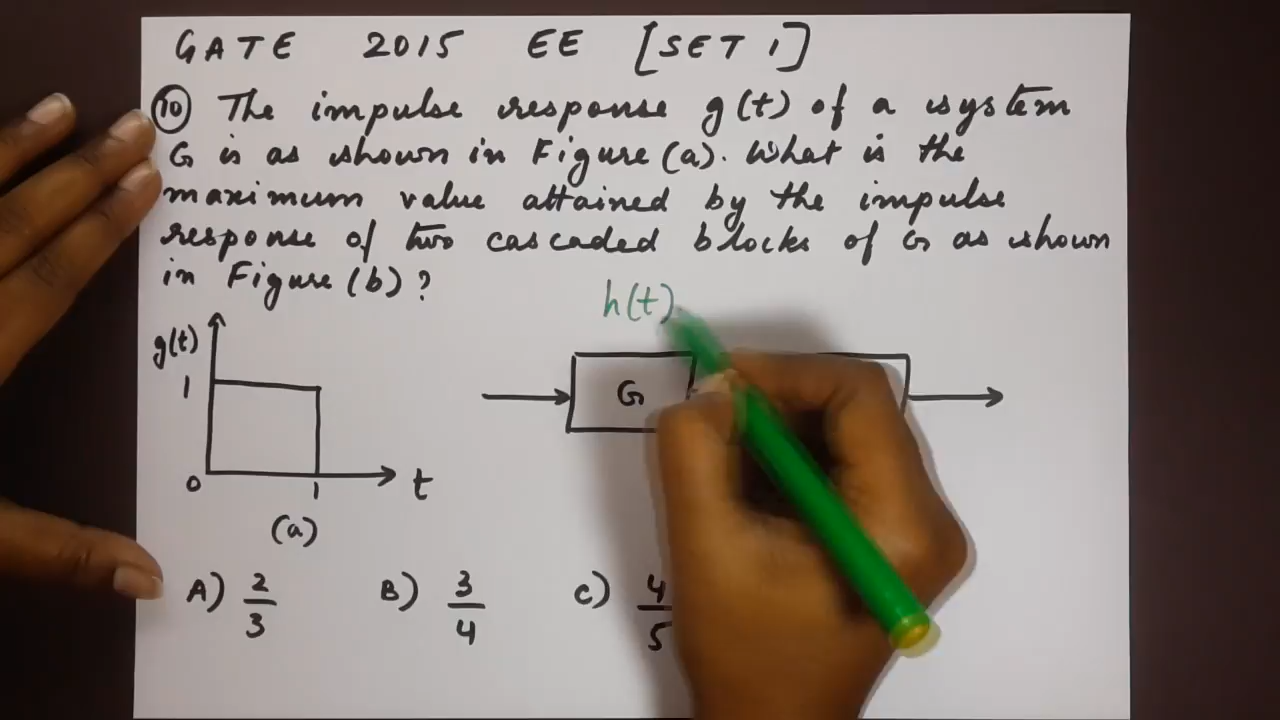 GATE 2015 EE [SET 1]
10 The impulse response g(t) of a system
G is as shown in Figure (a). What is the
maximum value attained by the impulse
response of two cascaded blocks of G as shown
in Figure (b)?
h(t)
g(t)
1
G
0
1
t
(a)
A) 2/3 B) 3/4 C) 4/5